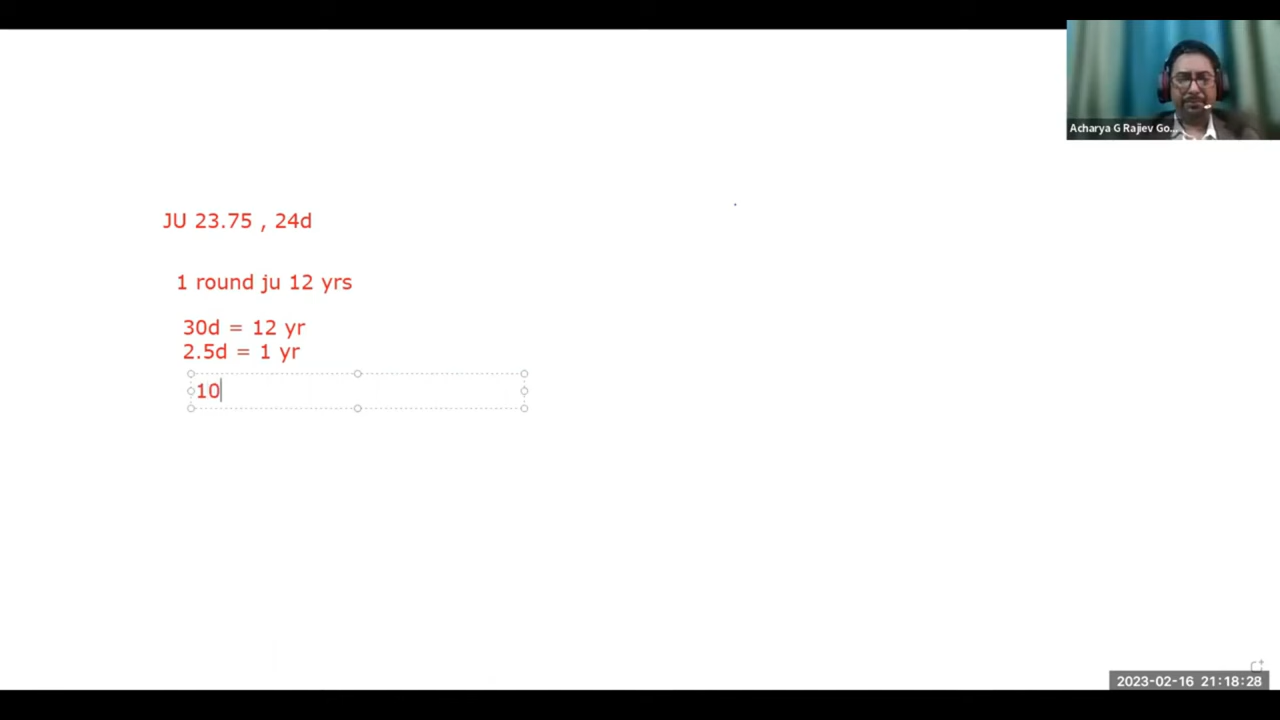 Acharya G Rajiev Go...
JU 23.75 , 24d
1 round ju 12 yrs
30d = 12 yr
2.5d = 1 yr
10
2023-02-16 21:18:28